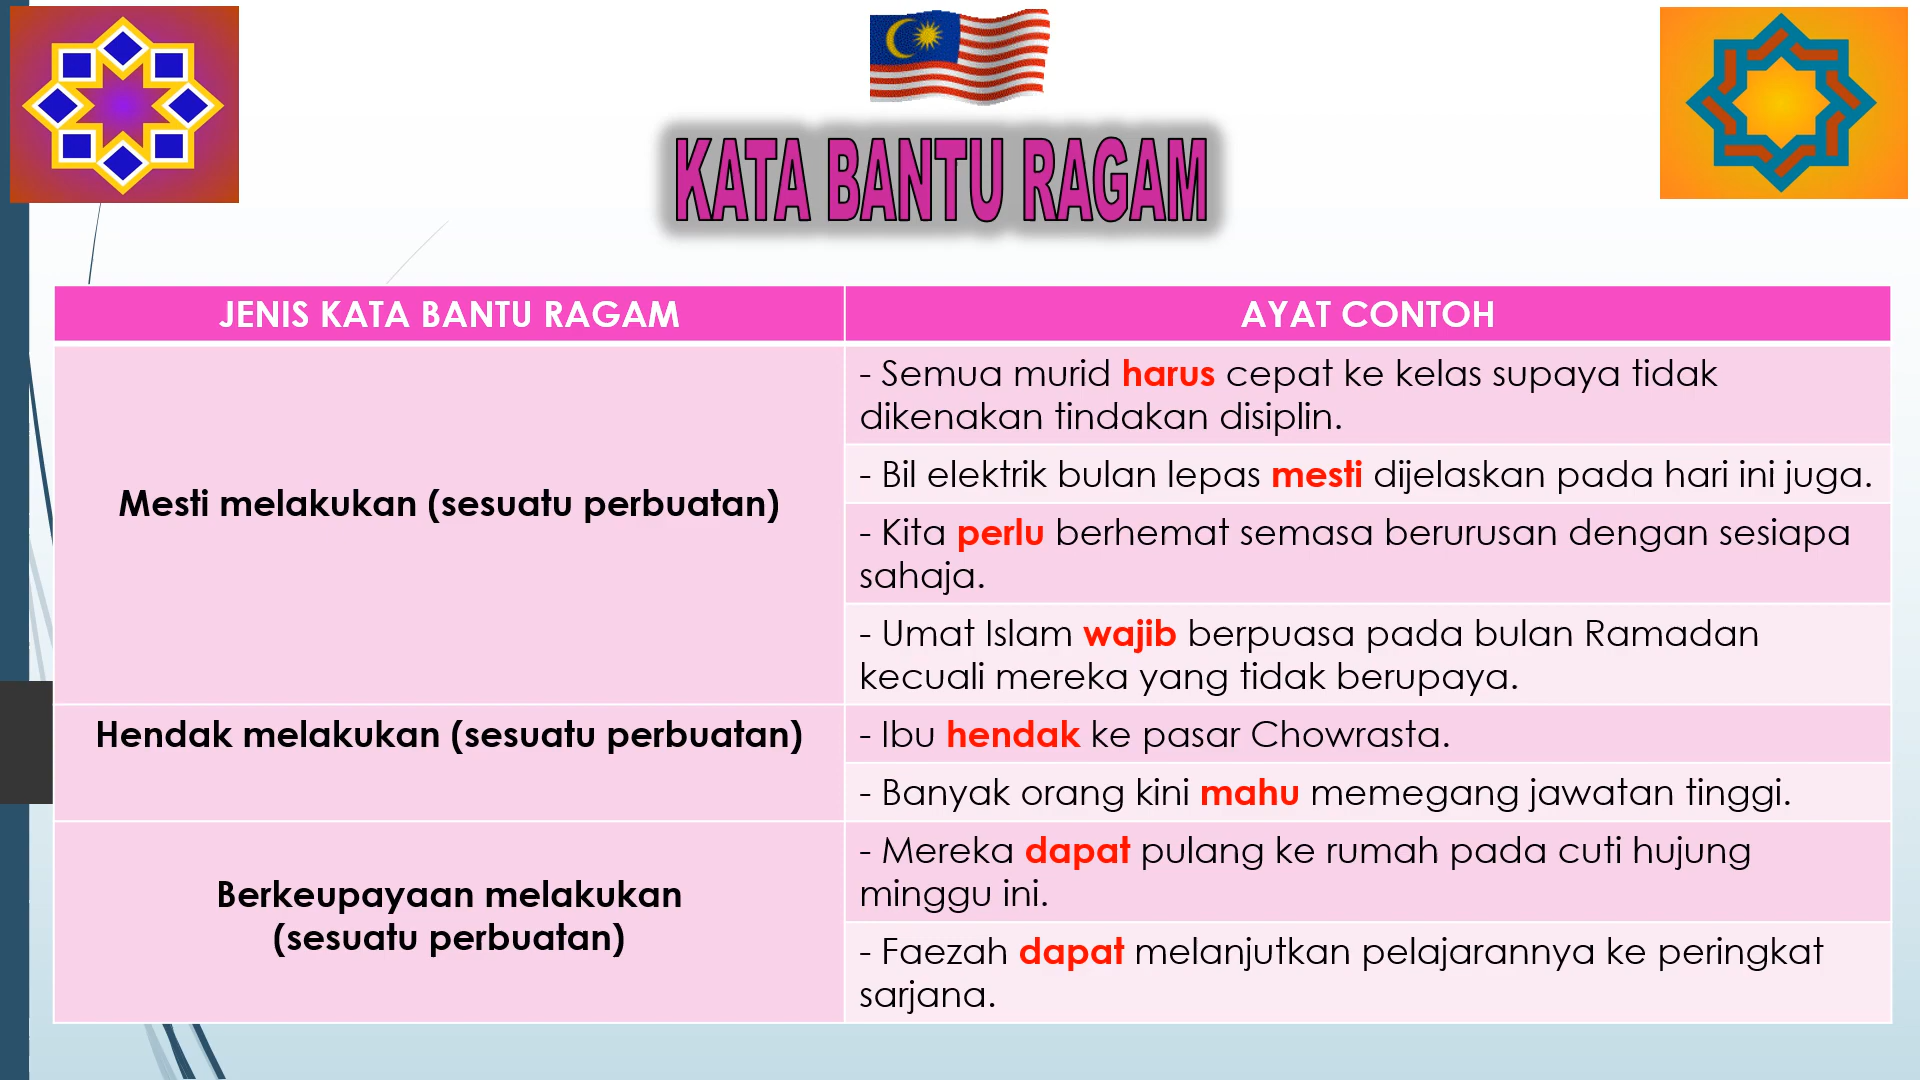 KATA BANTU RAGAM
JENIS KATA BANTU RAGAM
AYAT CONTOH
Mesti melakukan (sesuatu perbuatan)
- Semua murid harus cepat ke kelas supaya tidak
dikenakan tindakan disiplin.
- Bil elektrik bulan lepas mesti dijelaskan pada hari ini juga.
- Kita perlu berhemat semasa berurusan dengan sesiapa
sahaja.
- Umat Islam wajib berpuasa pada bulan Ramadan
kecuali mereka yang tidak berupaya.
Hendak melakukan (sesuatu perbuatan)
- Ibu hendak ke pasar Chowrasta.
- Banyak orang kini mahu memegang jawatan tinggi.
Berkeupayaan melakukan
(sesuatu perbuatan)
- Mereka dapat pulang ke rumah pada cuti hujung
minggu ini.
- Faezah dapat melanjutkan pelajarannya ke peringkat
sarjana.